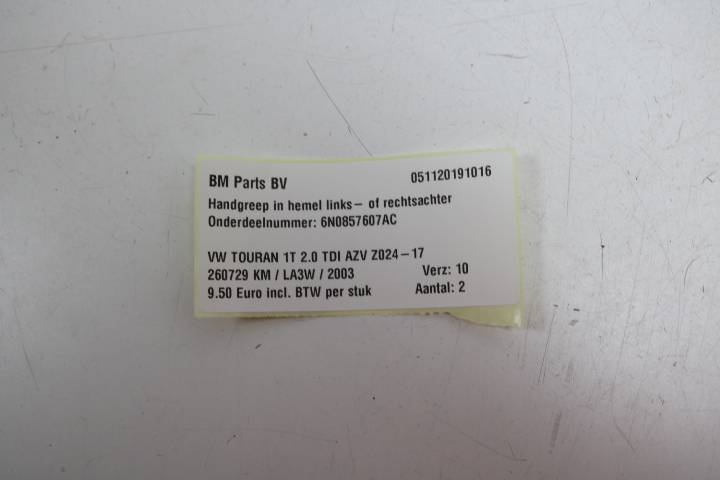 BM Parts BV 051120191016
Handgreep in hemel links- of rechtsachter
Onderdeelnummer: 6N0857607AC
VW TOURAN 1T 2.0 TDI AZV Z024-17
260729 KM / LA3W / 2003 Verz: 10
9.50 Euro incl. BTW per stuk Aantal: 2